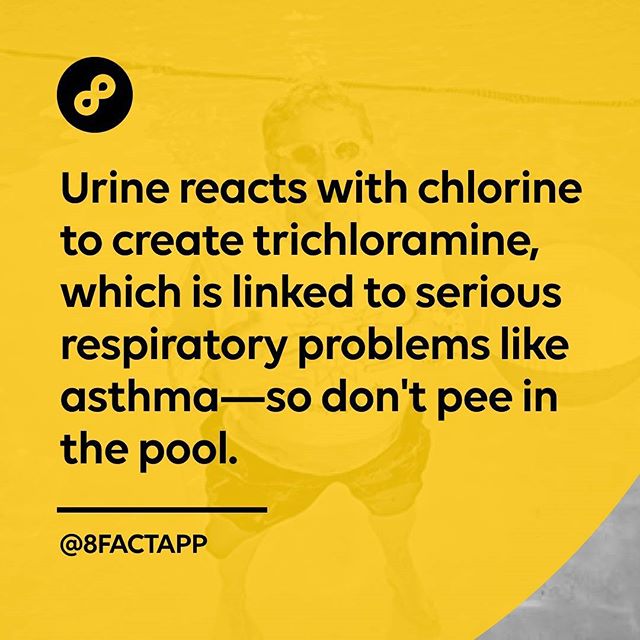 Urine reacts with chlorine
to create trichloramine,
which is linked to serious
respiratory problems like
asthma—so don't pee in
the pool.
@8FACTAPP